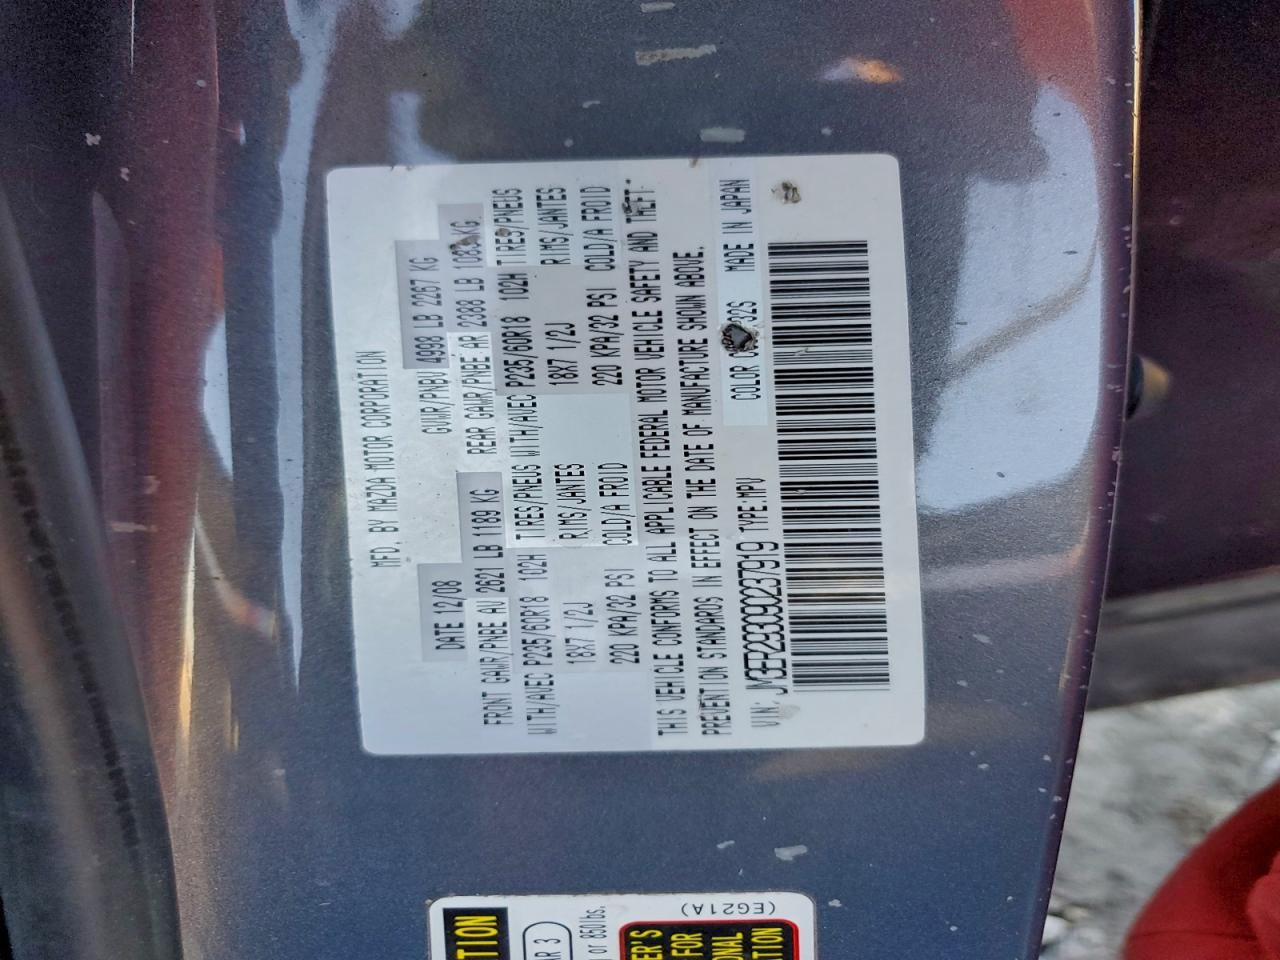 MFD. BY MAZDA MOTOR CORPORATION
DATE 12/08 GVWR/PNBV 4998 LB 2267 KG
FRONT GAWR/PNBE AV 2621 LB 1189 KG REAR GAWR/PNBE AR 2388 LB KG
WITH/AVEC P235/60R18 102H TIRES/PNEUS WITH/AVEC P235/60R18 102H TIRES/PNEUS
18X7 1/2J RIMS/JANTES 18X7 1/2J RIMS/JANTES
220 KPA/32 PSI COLD/A FROID 220 KPA/32 PSI COLD/A FROID
THIS VEHICLE CONFORMS TO ALL APPLICABLE FEDERAL MOTOR VEHICLE SAFETY AND THEFT
PREVENTION STANDARDS IN EFFECT ON THE DATE OF MANUFACTURE SHOWN ABOVE.
VIN: JM3ER293090237919 TYPE:MPV COLOR 32S MADE IN JAPAN
(EG21A)
or 850lbs.